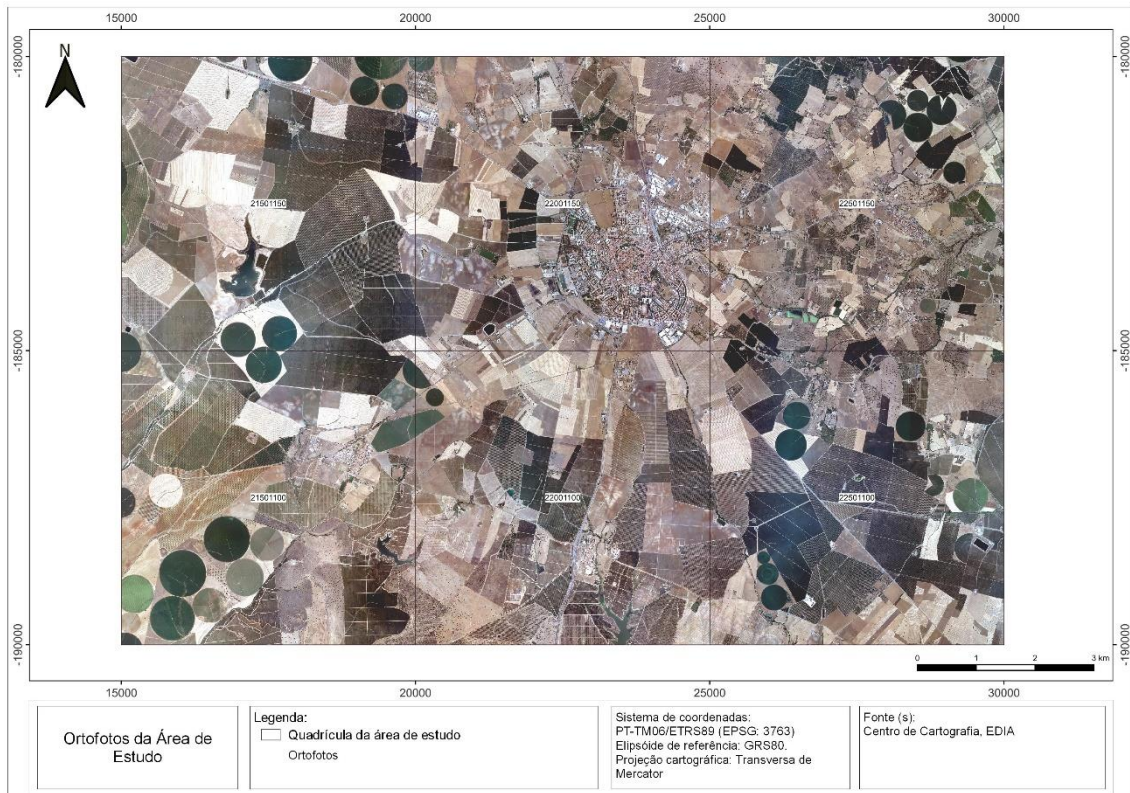 15000 20000 25000 30000
-180000 -180000
N
21501150 22001150 22501150
-185000 -185000
21501100 22001100 22501100
-190000 -190000
0 1 2 3 km
15000 20000 25000 30000
Ortofotos da Área de
Estudo
Legenda:
Quadrícula da área de estudo
Ortofotos
Sistema de coordenadas:
PT-TM06/ETRS89 (EPSG: 3763)
Elipsóide de referência: GRS80.
Projeção cartográfica: Transversa de
Mercator
Fonte (s):
Centro de Cartografia, EDIA